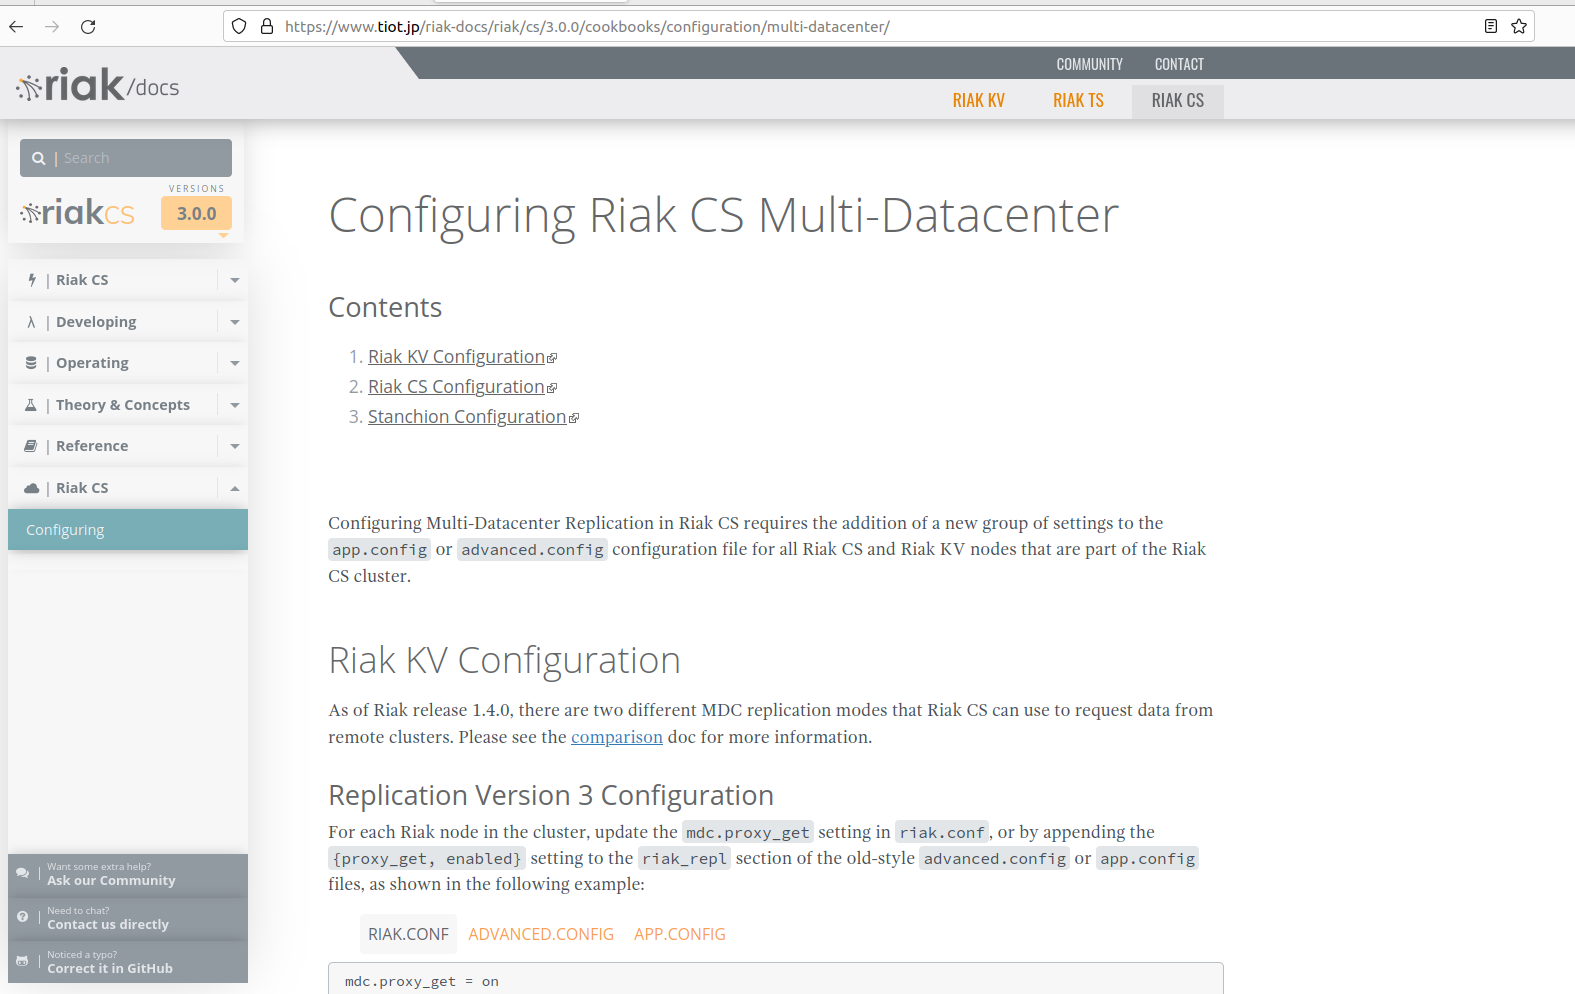 https://www.tiot.jp/riak-docs/riak/cs/3.0.0/cookbooks/configuration/multi-datacenter/
COMMUNITY CONTACT
riak/docs
RIAK KV RIAK TS RIAK CS
| Search
VERSIONS
riakcs 3.0.0
| Riak CS
λ | Developing
| Operating
| Theory & Concepts
| Reference
| Riak CS
Configuring
Want some extra help?
| Ask our Community
Need to chat?
| Contact us directly
Noticed a typo?
| Correct it in GitHub
Configuring Riak CS Multi-Datacenter
Contents
1. Riak KV Configuration
2. Riak CS Configuration
3. Stanchion Configuration
Configuring Multi-Datacenter Replication in Riak CS requires the addition of a new group of settings to the
app.config or advanced.config configuration file for all Riak CS and Riak KV nodes that are part of the Riak
CS cluster.
Riak KV Configuration
As of Riak release 1.4.0, there are two different MDC replication modes that Riak CS can use to request data from
remote clusters. Please see the comparison doc for more information.
Replication Version 3 Configuration
For each Riak node in the cluster, update the mdc.proxy_get setting in riak.conf, or by appending the
{proxy_get, enabled} setting to the riak_repl section of the old-style advanced.config or app.config
files, as shown in the following example:
RIAK.CONF ADVANCED.CONFIG APP.CONFIG
mdc.proxy_get = on